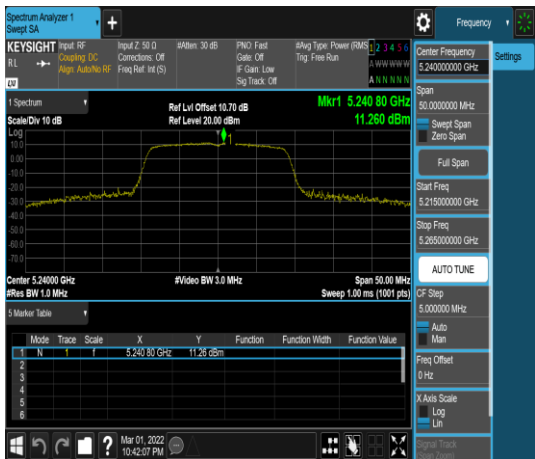 Spectrum Analyzer 1
Swept SA
+
Frequency
KEYSIGHT
RL
Input: RF
Coupling: DC
Align: Auto/No RF
Input Z: 50 Ω
Corrections: Off
Freq Ref: Int (S)
#Atten: 30 dB
PNO: Fast
Gate: Off
IF Gain: Low
Sig Track: Off
#Avg Type: Power (RMS
Trig: Free Run
1 2 3 4 5 6
A W W W W W
A N N N N N
Center Frequency
5.240000000 GHz
Settings
Span
50.0000000 MHz
Swept Span
Zero Span
Full Span
Start Freq
5.215000000 GHz
Stop Freq
5.265000000 GHz
AUTO TUNE
CF Step
5.000000 MHz
Auto
Man
Freq Offset
0 Hz
X Axis Scale
Log
Lin
Signal Track
(Span Zoom)
1 Spectrum
Scale/Div 10 dB
Ref Lvl Offset 10.70 dB
Ref Level 20.00 dBm
Mkr1 5.240 80 GHz
11.260 dBm
Log
10.0
0.00
-10.0
-20.0
-30.0
-40.0
-50.0
-60.0
-70.0
1
Center 5.24000 GHz
#Res BW 1.0 MHz
#Video BW 3.0 MHz
Span 50.00 MHz
Sweep 1.00 ms (1001 pts)
5 Marker Table
Mode Trace Scale X Y Function Function Width Function Value
1 N 1 f 5.240 80 GHz 11.26 dBm
2
3
4
5
6
?
Mar 01, 2022
10:42:07 PM